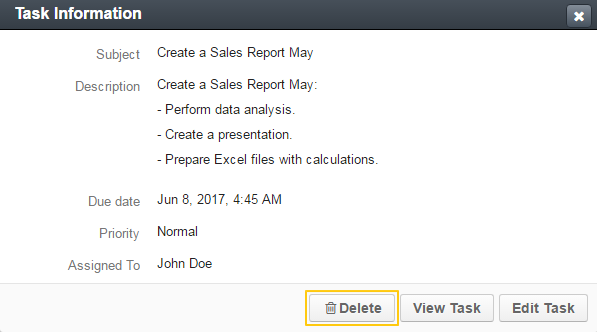 Task Information
Subject Create a Sales Report May
Description Create a Sales Report May:
- Perform data analysis.
- Create a presentation.
- Prepare Excel files with calculations.
Due date Jun 8, 2017, 4:45 AM
Priority Normal
Assigned To John Doe
Delete View Task Edit Task